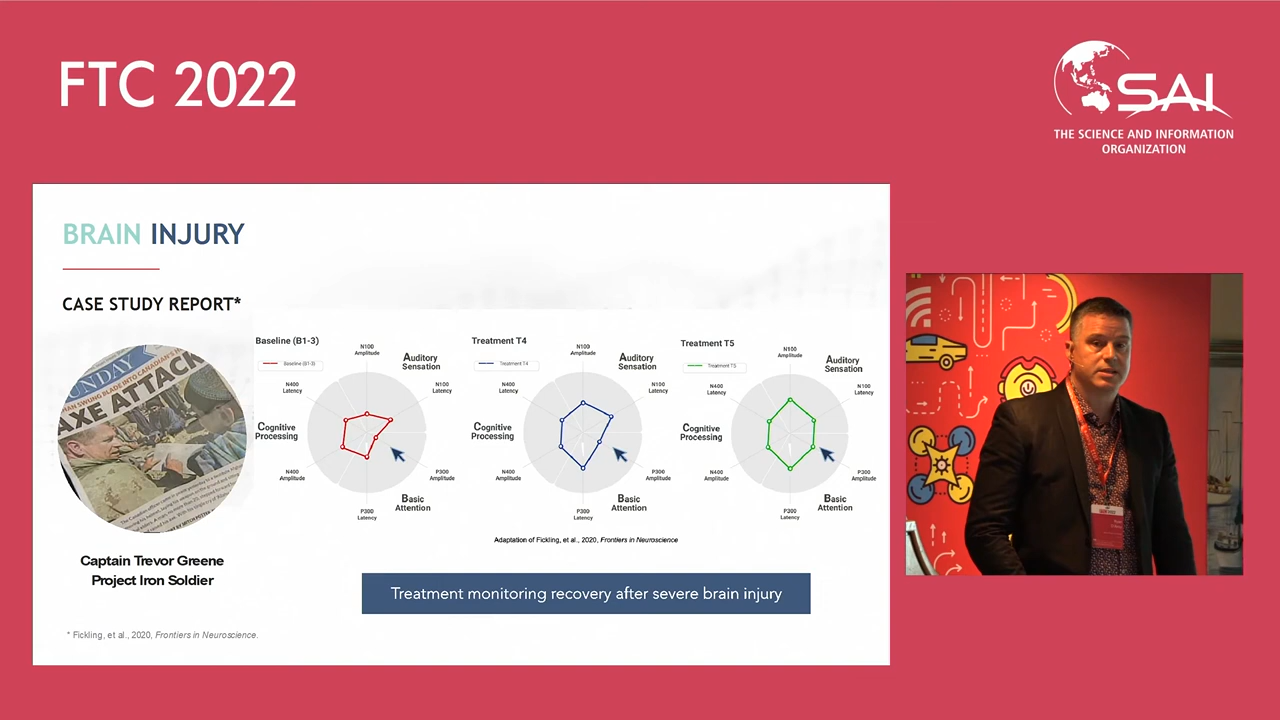 FTC 2022
SAI
THE SCIENCE AND INFORMATION
ORGANIZATION
BRAIN INJURY
CASE STUDY REPORT*
SUNDAY
AXE ATTACK
Captain Trevor Greene
Project Iron Soldier
Baseline (B1-3)
Baseline (B1-3)
N100
Amplitude
Auditory
Sensation
N400
Latency
N100
Latency
Cognitive
Processing
N400
Amplitude
P300
Amplitude
Basic
Attention
P300
Latency
Treatment T4
Treatment T4
N100
Amplitude
Auditory
Sensation
N400
Latency
N100
Latency
Cognitive
Processing
N400
Amplitude
P300
Amplitude
Basic
Attention
P300
Latency
Treatment T5
Treatment T5
N100
Amplitude
Auditory
Sensation
N400
Latency
N100
Latency
Cognitive
Processing
N400
Amplitude
P300
Amplitude
Basic
Attention
P300
Latency
Adaptation of Fickling, et al., 2020, Frontiers in Neuroscience
Treatment monitoring recovery after severe brain injury
* Fickling, et al., 2020, Frontiers in Neuroscience.